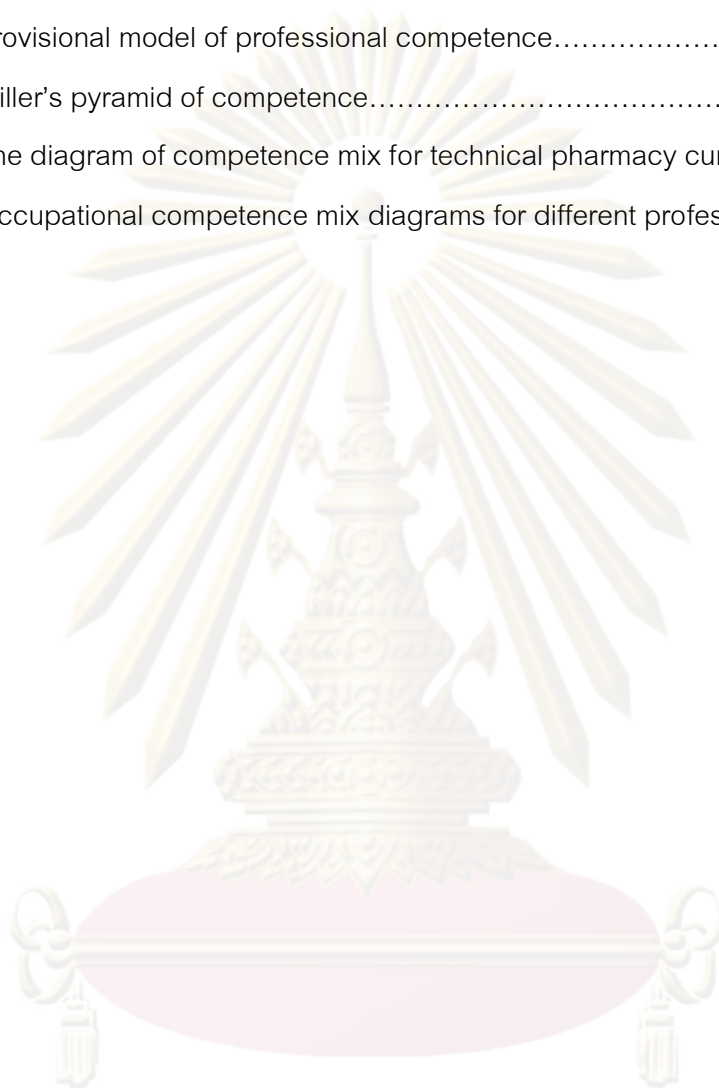 rovisional model of professional competence……………….
iller’s pyramid of competence………………………………….
ne diagram of competence mix for technical pharmacy cur
ccupational competence mix diagrams for different profes